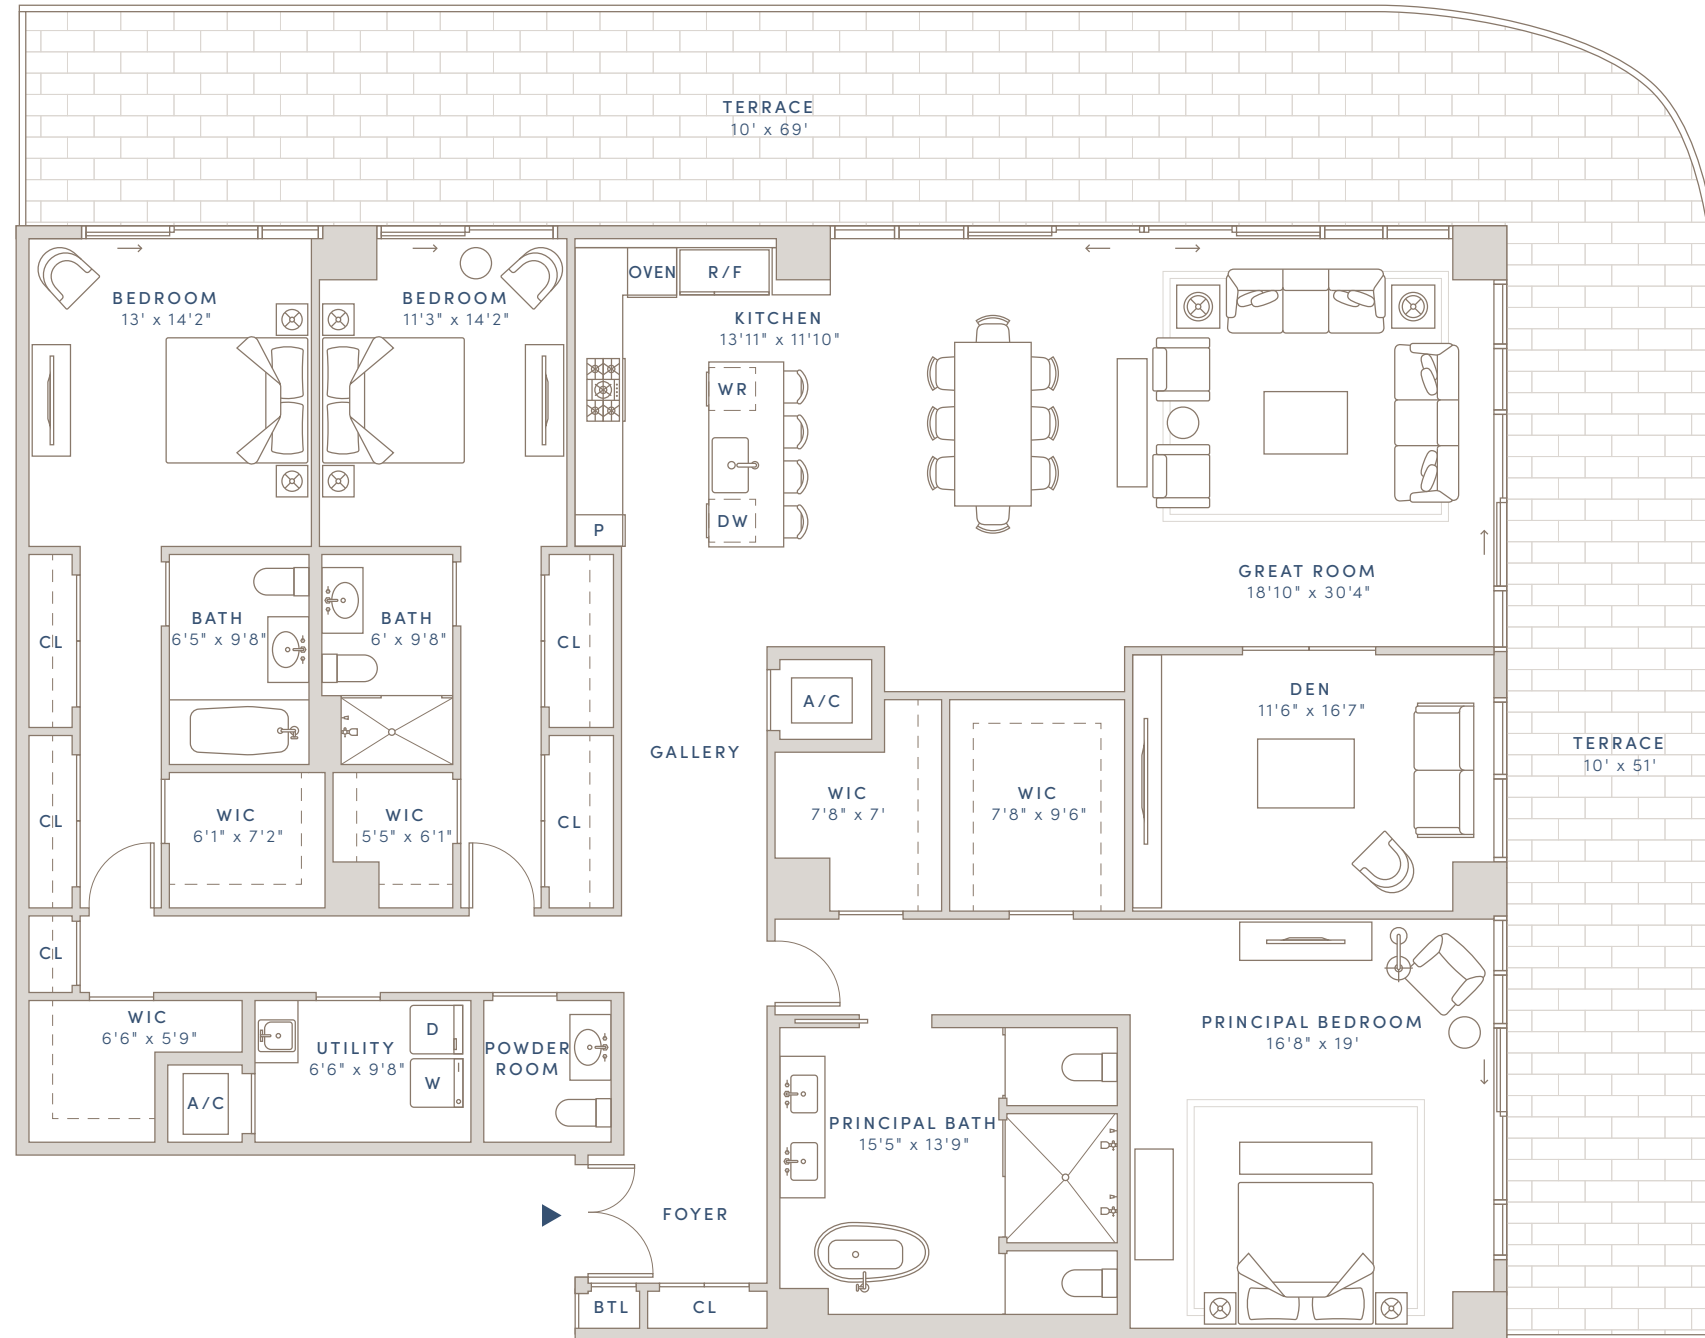 TERRACE
10' x 69'
BEDROOM
13' x 14'2"
BEDROOM
11'3" x 14'2"
OVEN
R/F
KITCHEN
13'11" x 11'10"
WR
DW
P
GREAT ROOM
18'10" x 30'4"
BATH
6'5" x 9'8"
BATH
6' x 9'8"
CL
CL
A/C
DEN
11'6" x 16'7"
GALLERY
TERRACE
10' x 51'
CL
WIC
6'1" x 7'2"
WIC
5'5" x 6'1"
CL
WIC
7'8" x 7'
WIC
7'8" x 9'6"
CL
WIC
6'6" x 5'9"
A/C
UTILITY
6'6" x 9'8"
D
W
POWDER
ROOM
PRINCIPAL BEDROOM
16'8" x 19'
PRINCIPAL BATH
15'5" x 13'9"
FOYER
BTL
CL